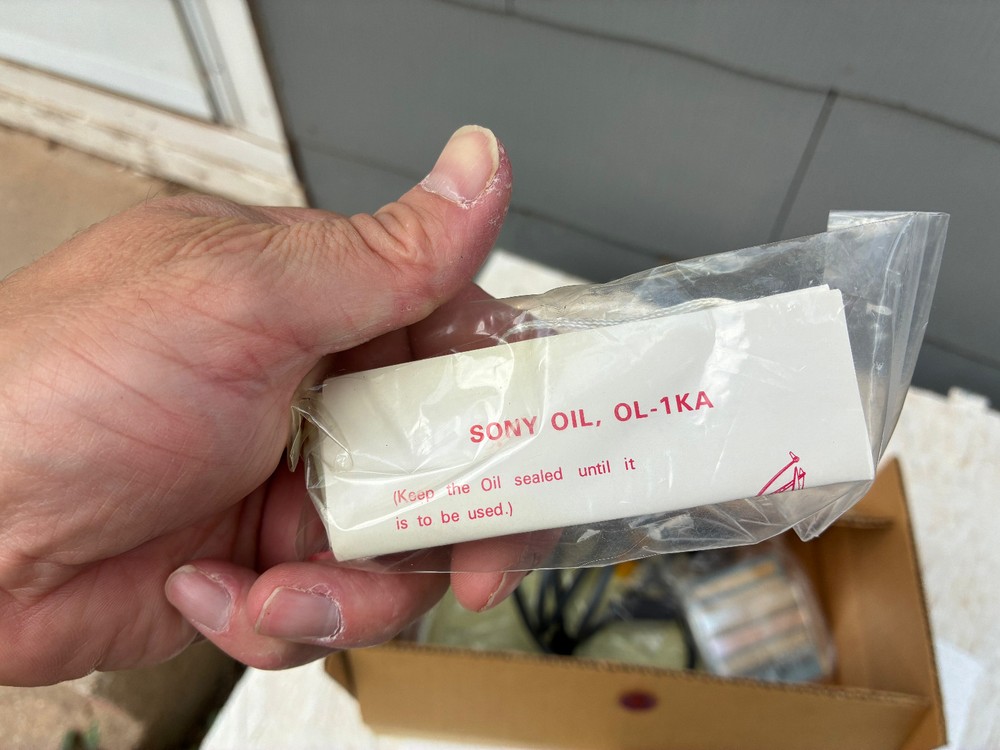 SONY OIL, OL-1KA
(Keep the Oil sealed until it
is to be used.)